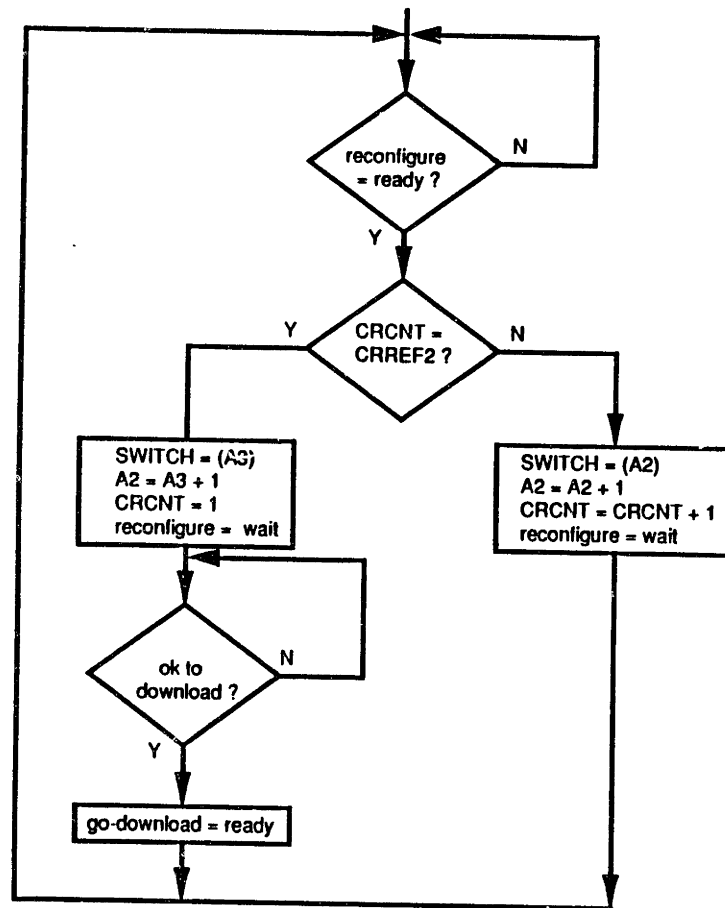 N
reconfigure
= ready ?
Y
Y
CRCNT =
CRREF2 ?
N
SWITCH = (A3)
A2 = A3 + 1
CRCNT = 1
reconfigure = wait
SWITCH = (A2)
A2 = A2 + 1
CRCNT = CRCNT + 1
reconfigure = wait
ok to
download ?
N
Y
go-download = ready